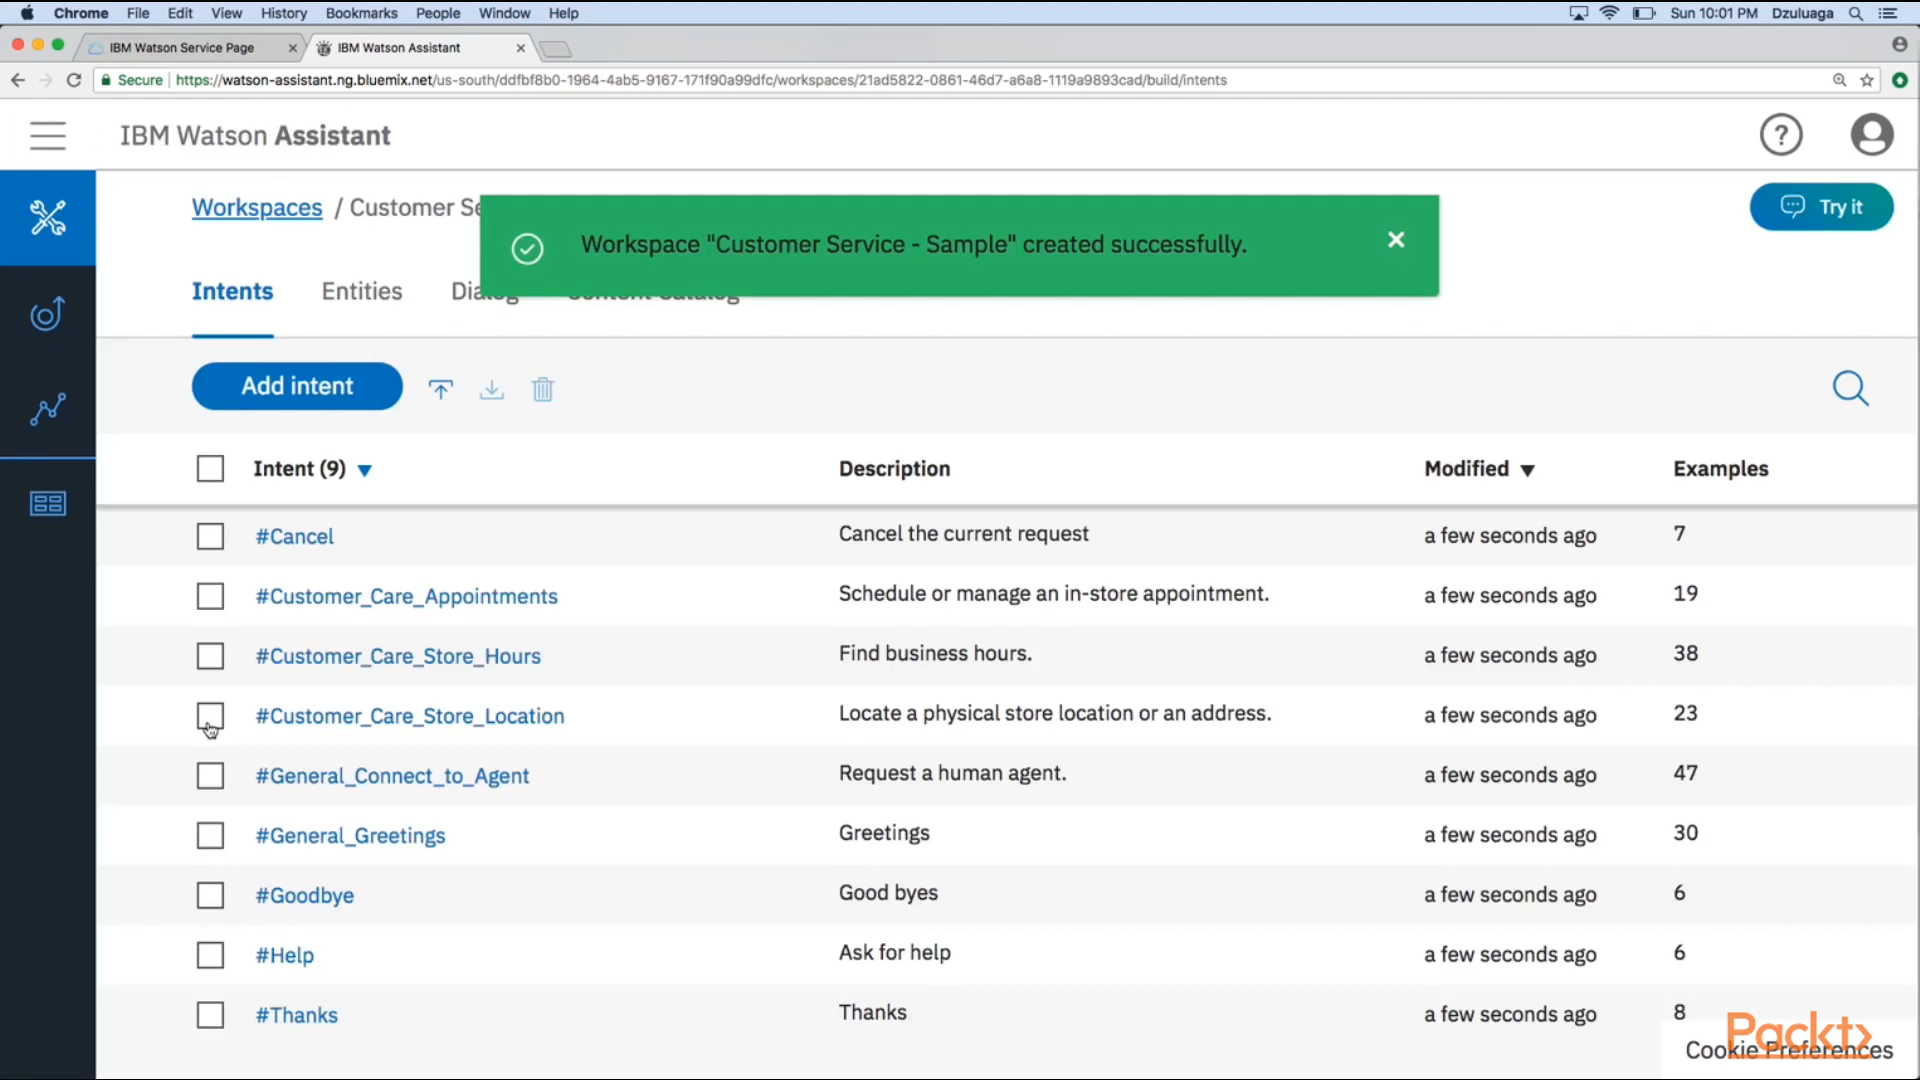 Chrome File Edit View History Bookmarks People Window Help Sun 10:01 PM Dzuluaga
IBM Watson Service Page IBM Watson Assistant
Secure https://watson-assistant.ng.bluemix.net/us-south/ddfbf8b0-1964-4ab5-9167-171f90a99dfc/workspaces/21ad5822-0861-46d7-a6a8-1119a9893cad/build/intents
IBM Watson Assistant ?
Workspaces / Customer Se
Workspace "Customer Service - Sample" created successfully.
Try it
Intents Entities Dialog Content Catalog
Add intent
Intent (9) Description Modified Examples
#Cancel Cancel the current request a few seconds ago 7
#Customer_Care_Appointments Schedule or manage an in-store appointment. a few seconds ago 19
#Customer_Care_Store_Hours Find business hours. a few seconds ago 38
#Customer_Care_Store_Location Locate a physical store location or an address. a few seconds ago 23
#General_Connect_to_Agent Request a human agent. a few seconds ago 47
#General_Greetings Greetings a few seconds ago 30
#Goodbye Good byes a few seconds ago 6
#Help Ask for help a few seconds ago 6
#Thanks Thanks a few seconds ago 8
Packt
Cookie Preferences